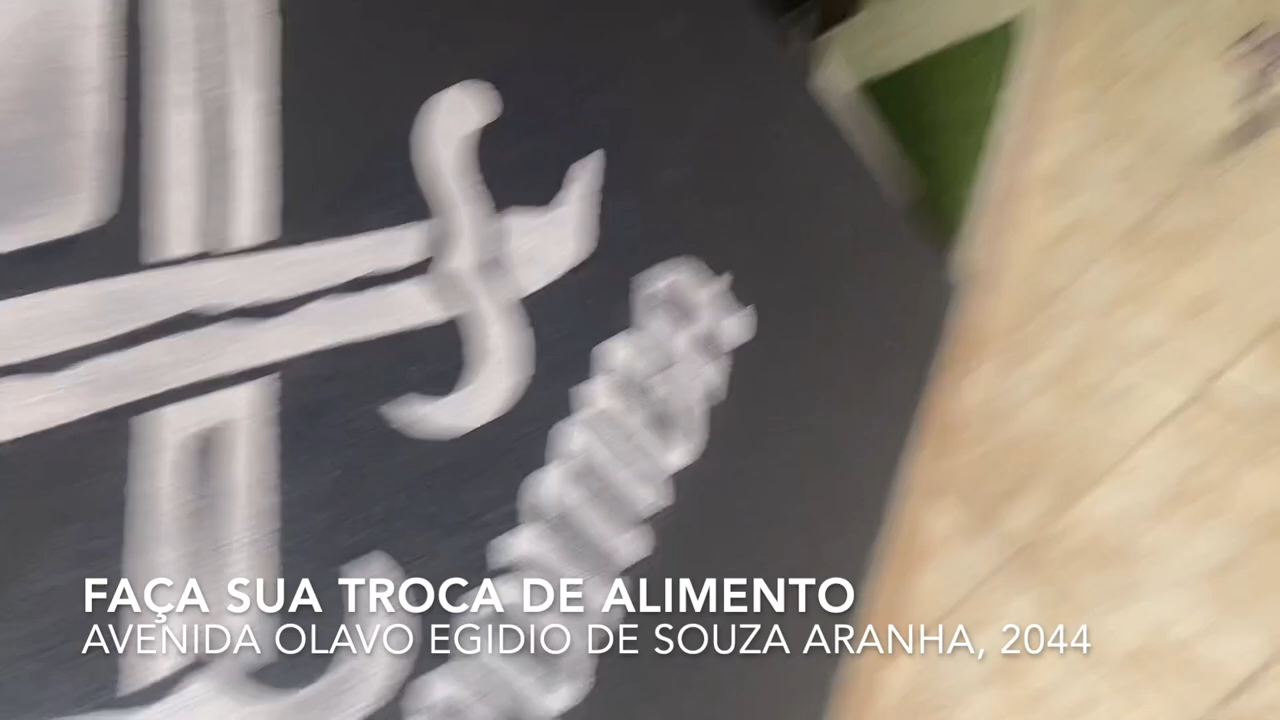 FAÇA SUA TROCA DE ALIMENTO
AVENIDA OLAVO EGIDIO DE SOUZA ARANHA, 2044